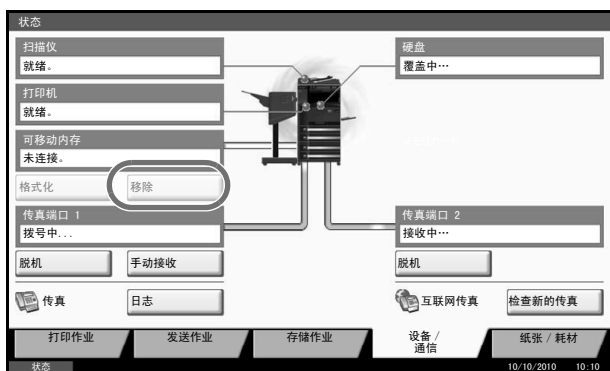 状态
扫描仪
就绪。
硬盘
覆盖中…
打印机
就绪。
可移动内存
未连接。
格式化
移除
传真端口 1
拨号中...
传真端口 2
接收中…
脱机
手动接收
脱机
传真
日志
互联网传真
检查新的传真
打印作业
发送作业
存储作业
设备 /
通信
纸张 / 耗材
状态
10/10/2010 10:10